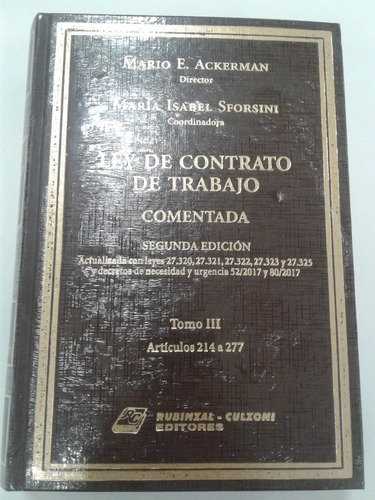 MARIO E. ACKERMAN
Director
MARÍA ISABEL SFORSINI
Coordinadora
LEY DE CONTRATO
DE TRABAJO
COMENTADA
SEGUNDA EDICIÓN
Actualizada con leyes 27.320, 27.321, 27.322, 27.323 y 27.325
y decretos de necesidad y urgencia 52/2017 y 80/2017
Tomo III
Artículos 214 a 277
RC
RUBINZAL - CULZONI
EDITORES